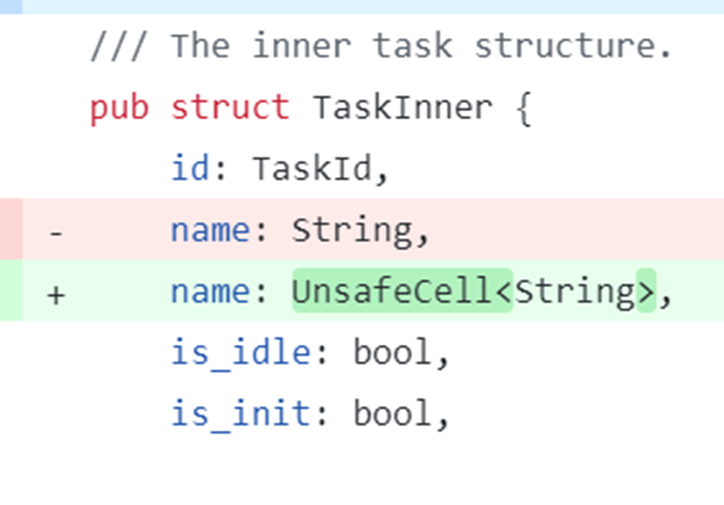 /// The inner task structure.
pub struct TaskInner {
    id: TaskId,
-    name: String,
+    name: UnsafeCell<String>,
    is_idle: bool,
    is_init: bool,